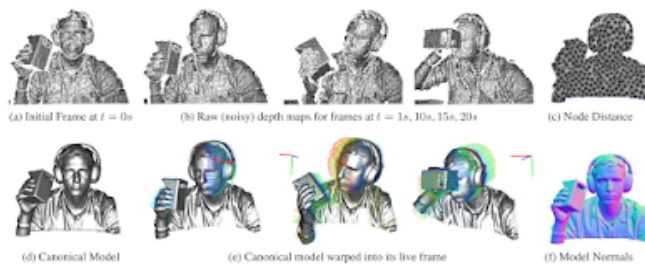 (a) Initial Frame at t = 0s
(b) Raw (noisy) depth maps for frames at t = 1s, 10s, 15s, 20s
(c) Node Distance
(d) Canonical Model
(e) Canonical model warped into its live frame
(f) Model Normals